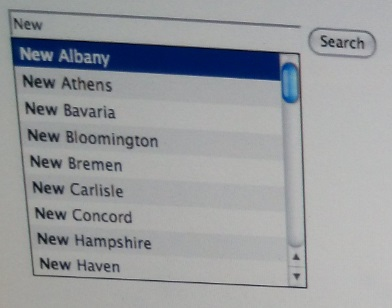 New
Search
New Albany
New Athens
New Bavaria
New Bloomington
New Bremen
New Carlisle
New Concord
New Hampshire
New Haven